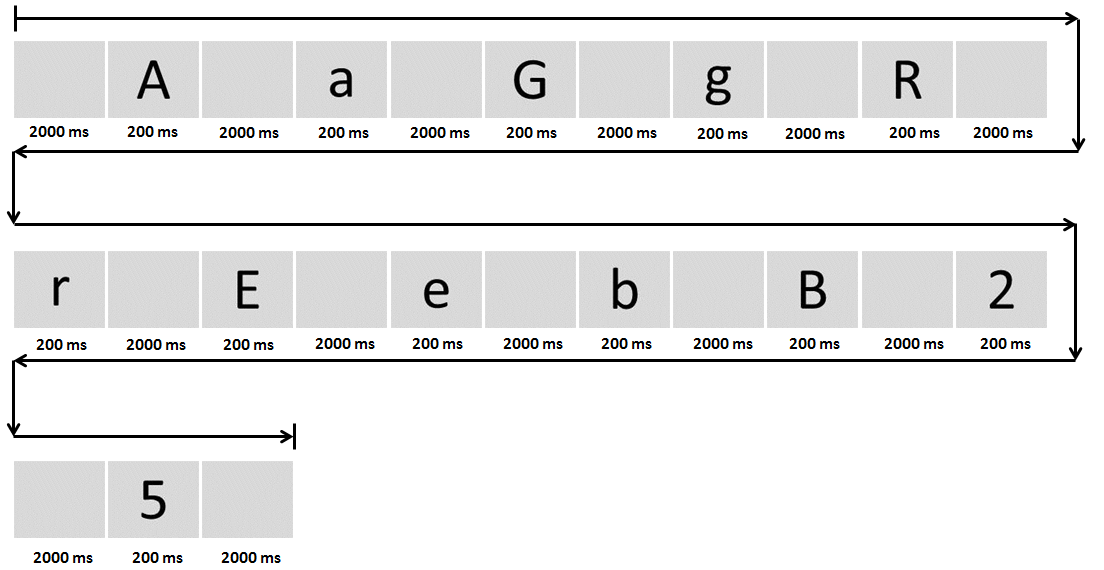 A a G g R
2000 ms 200 ms 2000 ms 200 ms 2000 ms 200 ms 2000 ms 200 ms 2000 ms 200 ms 2000 ms
r E e b B 2
200 ms 2000 ms 200 ms 2000 ms 200 ms 2000 ms 200 ms 2000 ms 200 ms 2000 ms 200 ms
5
2000 ms 200 ms 2000 ms